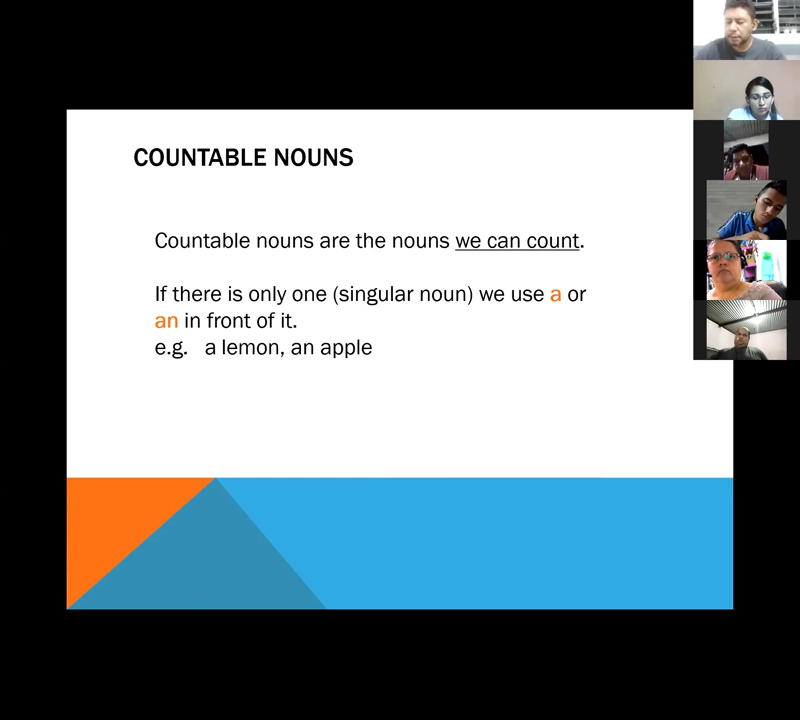 COUNTABLE NOUNS
Countable nouns are the nouns we can count.
If there is only one (singular noun) we use a or
an in front of it.
e.g. a lemon, an apple